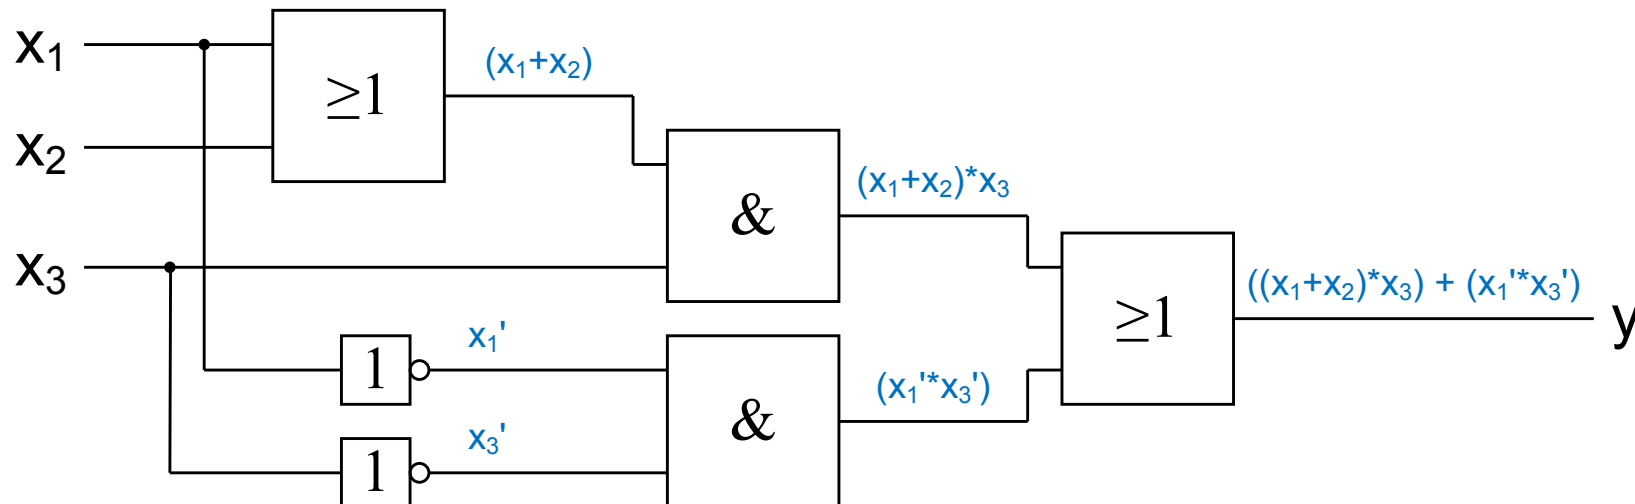 x₁
x₂
x₃
≥1
(x₁+x₂)
&
(x₁+x₂)*x₃
1
x₁'
1
x₃'
&
(x₁'*x₃')
≥1
((x₁+x₂)*x₃) + (x₁'*x₃')
y